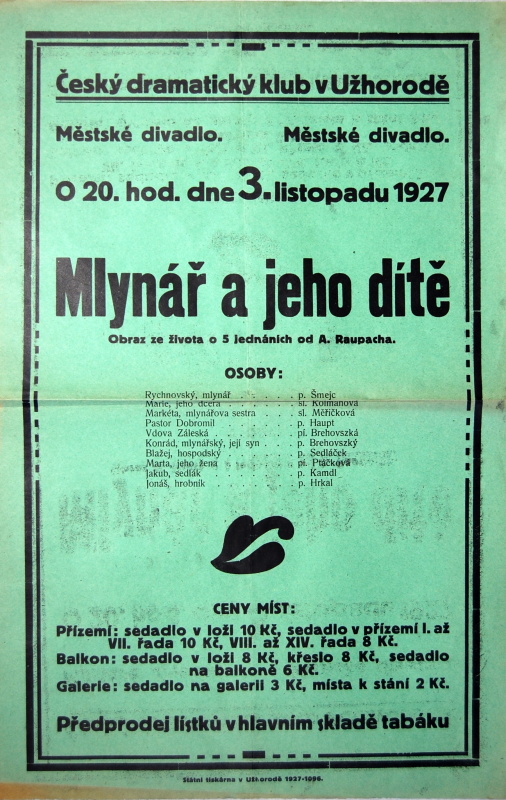 Český dramatický klub v Užhorodě
Městské divadlo. Městské divadlo.
O 20. hod. dne 3. listopadu 1927
Mlynář a jeho dítě
Obraz ze života o 5 jednáních od A. Raupacha.
OSOBY:
Rychnovský, mlynář . . . . . p. Šmejc
Marie, jeho dcera . . . . . . sl. Kolmanova
Markéta, mlynářova sestra . . . sl. Měřičková
Pastor Dobromil . . . . . . p. Haupt
Vdova Záleská . . . . . . pí. Brehovszká
Konrád, mlynářský, její syn . . p. Brehovszký
Blažej, hospodský . . . . . p. Sedláček
Marta, jeho žena . . . . . pí Ptáčková
Jakub, sedlák . . . . . . p. Kamdl
Jonáš, hrobník . . . . . . p. Hrkal
CENY MÍST:
Přízemí: sedadlo v loži 10 Kč, sedadlo v přízemí I. až
VII. řada 10 Kč, VIII. až XIV. řada 8 Kč.
Balkon: sedadlo v loži 8 Kč, křeslo 8 Kč, sedadlo
na balkoně 6 Kč.
Galerie: sedadlo na galerii 3 Kč, místa k stání 2 Kč.
Předprodej lístků v hlavním skladě tabáku
Státní tiskárna v Užhorodě 1927-1096.